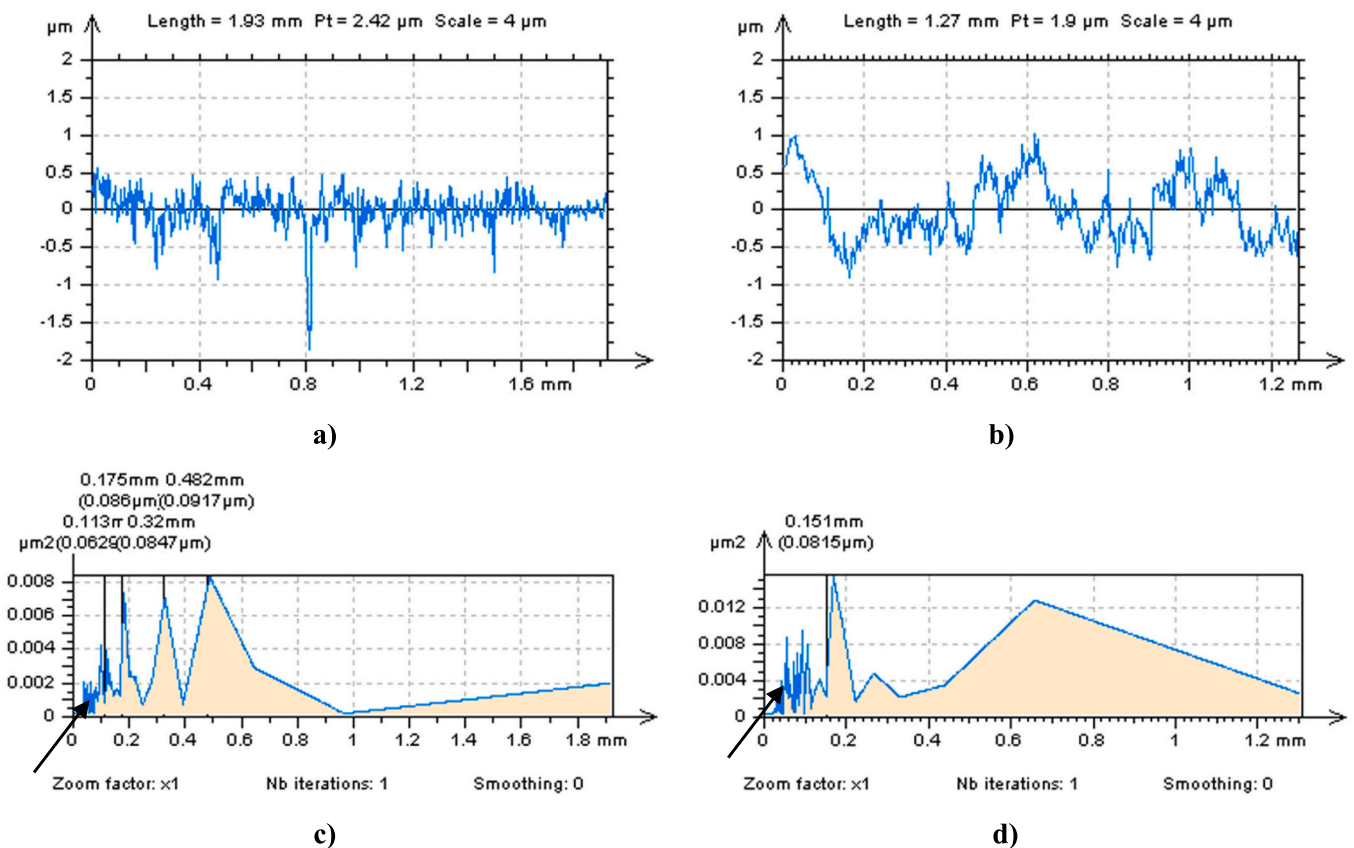 Length = 1.93 mm Pt = 2.42 µm Scale = 4 µm
µm
2
1.5
1
0.5
0
-0.5
-1
-1.5
-2
0 0.4 0.8 1.2 1.6 mm
a)
Length = 1.27 mm Pt = 1.9 µm Scale = 4 µm
µm
2
1.5
1
0.5
0
-0.5
-1
-1.5
-2
0 0.2 0.4 0.6 0.8 1 1.2 mm
b)
0.175mm 0.482mm
(0.086µm)(0.0917µm)
0.113m 0.32mm
µm2(0.0629(0.0847µm)
0.008
0.006
0.004
0.002
0
0 0.2 0.4 0.6 0.8 1 1.2 1.4 1.6 1.8 mm
Zoom factor: x1 Nb iterations: 1 Smoothing: 0
c)
0.151mm
µm2 (0.0815µm)
0.012
0.008
0.004
0
0 0.2 0.4 0.6 0.8 1 1.2 mm
Zoom factor: x1 Nb iterations: 1 Smoothing: 0
d)